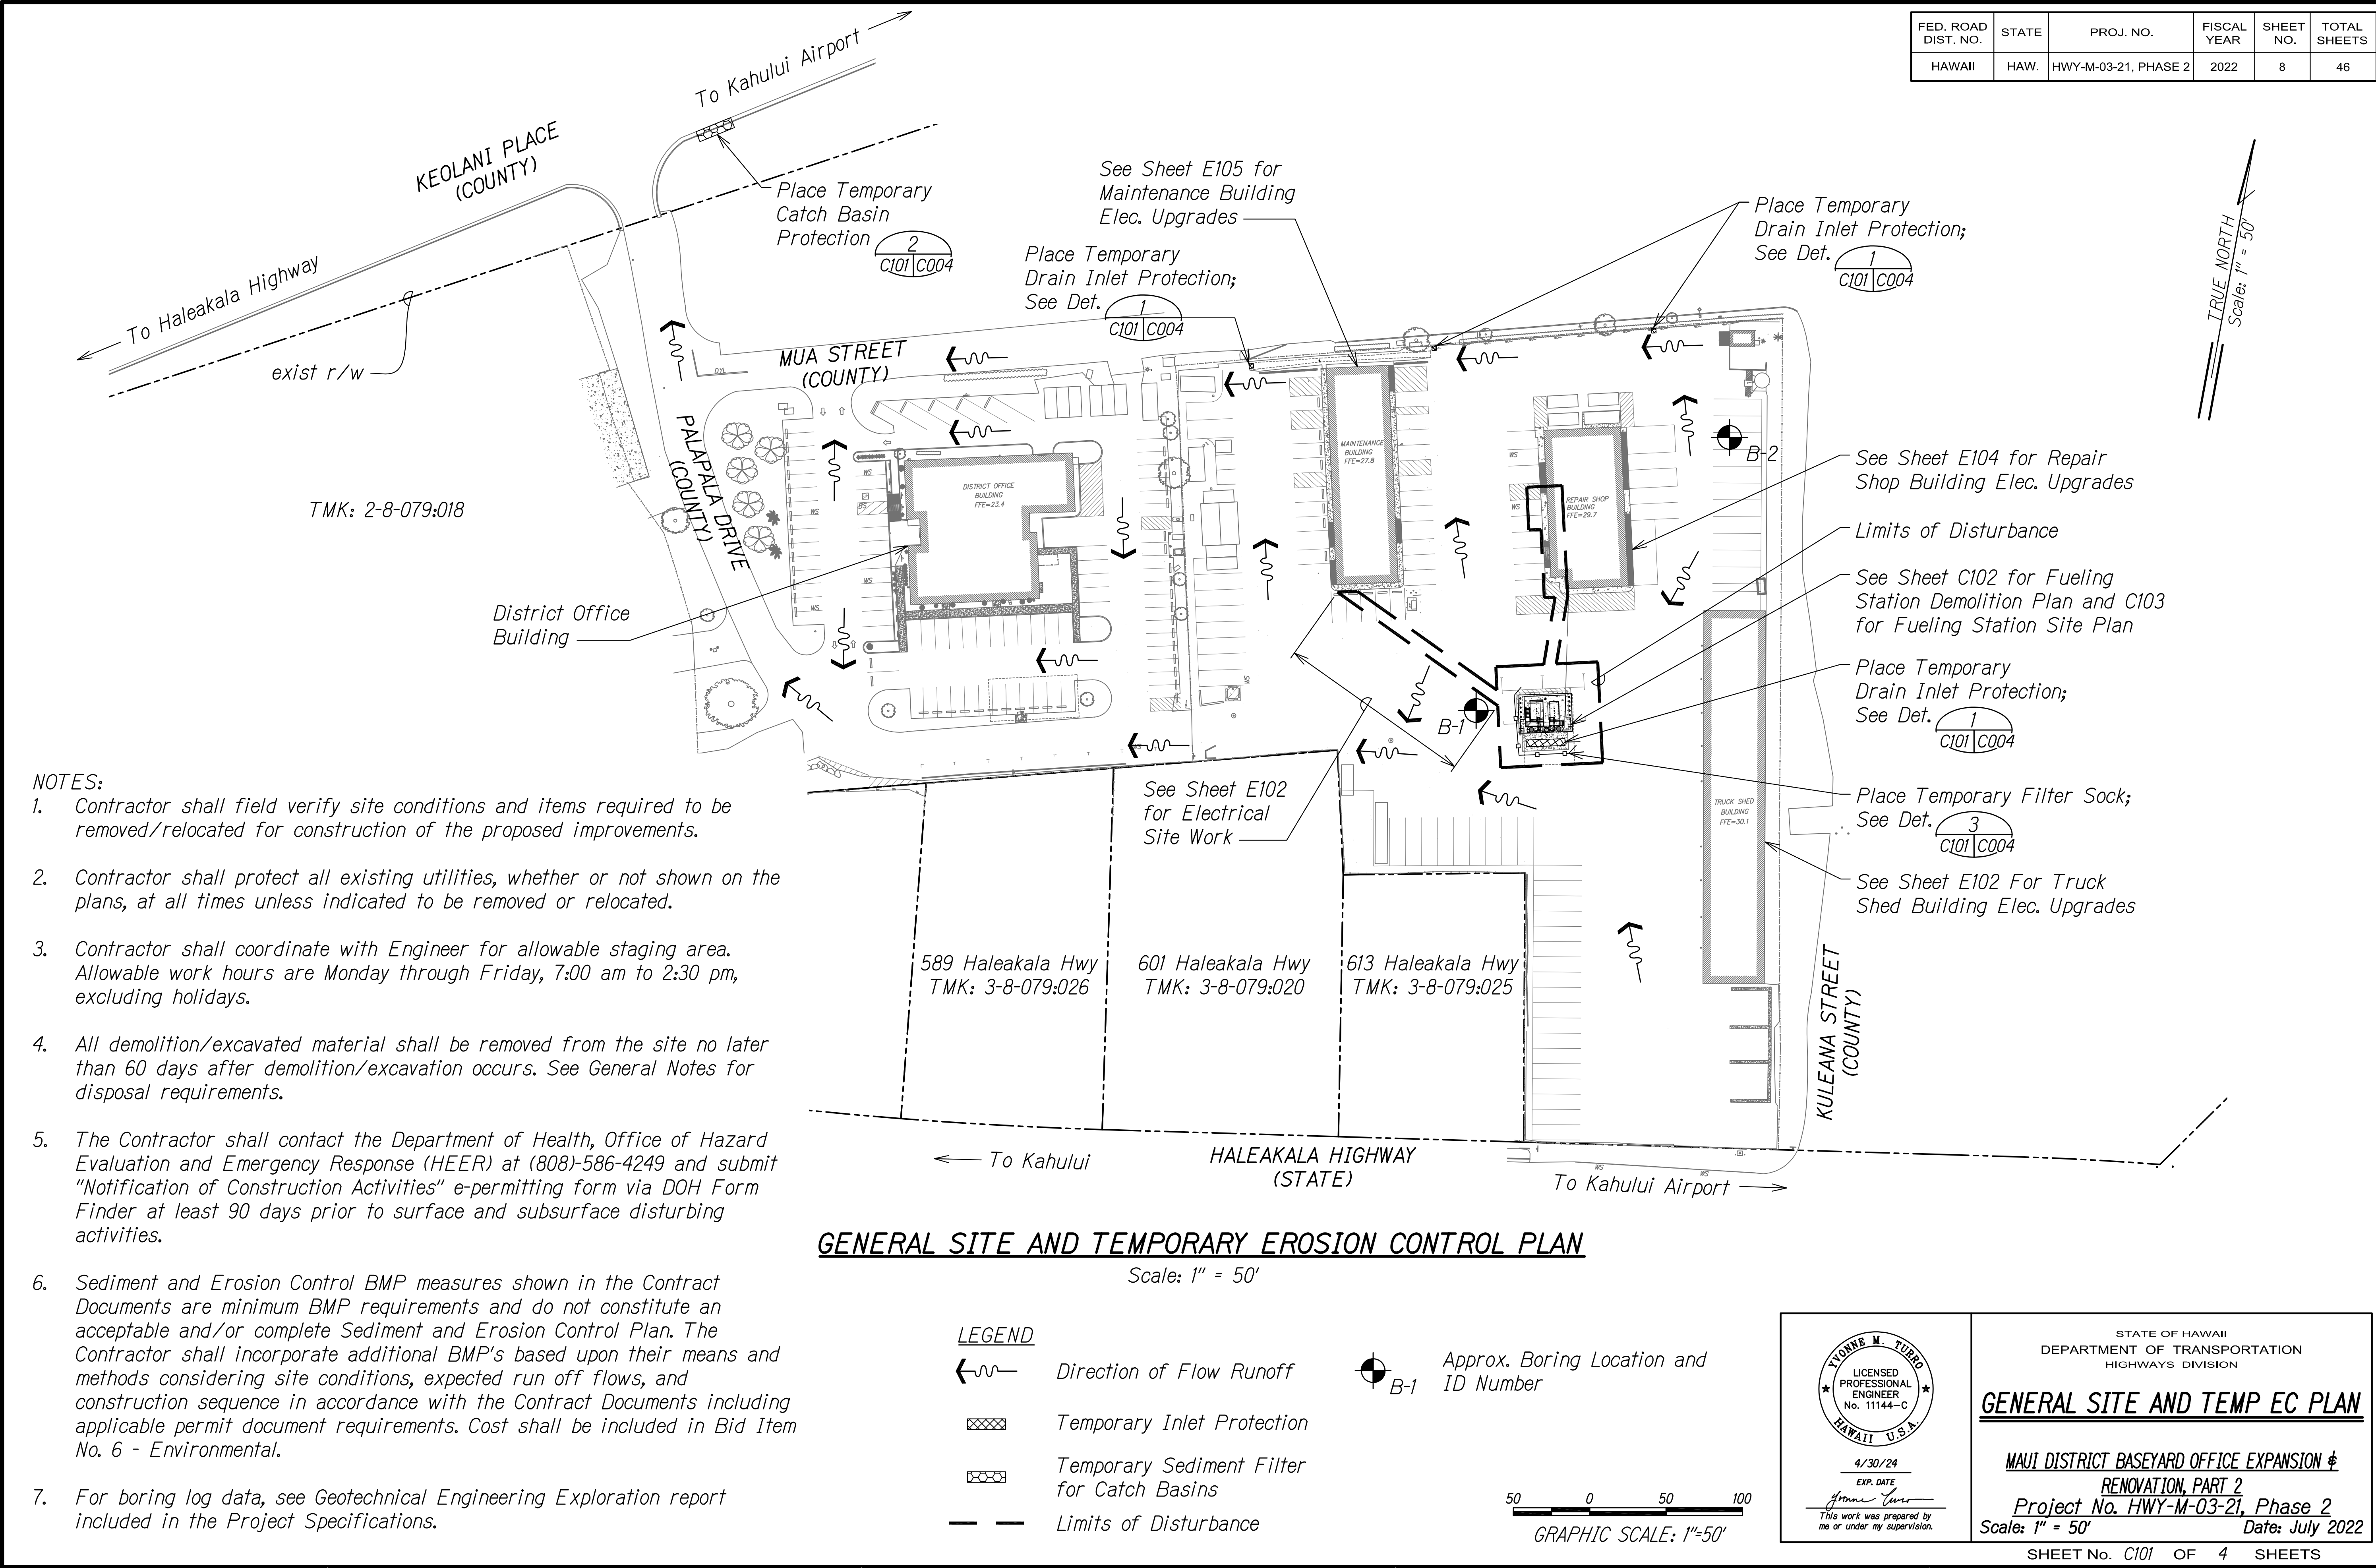 FED. ROAD DIST. NO.
STATE
PROJ. NO.
FISCAL YEAR
SHEET NO.
TOTAL SHEETS
HAWAII
HAW.
HWY-M-03-21, PHASE 2
2022
8
46
To Kahului Airport
KEOLANI PLACE
(COUNTY)
To Haleakala Highway
exist r/w
TMK: 2-8-079:018
Place Temporary
Catch Basin
Protection
2
C101 C004
See Sheet E105 for
Maintenance Building
Elec. Upgrades
Place Temporary
Drain Inlet Protection;
See Det.
1
C101 C004
Place Temporary
Drain Inlet Protection;
See Det.
1
C101 C004
TRUE NORTH
Scale: 1" = 50'
MUA STREET
(COUNTY)
PALAPALA DRIVE
(COUNTY)
DYL
WS
WS
BS
WS
WS
WS
WS
WS
SW
WS
DISTRICT OFFICE
BUILDING
FFE=23.4
MAINTENANCE
BUILDING
FFE=27.8
REPAIR SHOP
BUILDING
FFE=29.7
B-2
See Sheet E104 for Repair
Shop Building Elec. Upgrades
Limits of Disturbance
See Sheet C102 for Fueling
Station Demolition Plan and C103
for Fueling Station Site Plan
Place Temporary
Drain Inlet Protection;
See Det.
1
C101 C004
Place Temporary Filter Sock;
See Det.
3
C101 C004
See Sheet E102 For Truck
Shed Building Elec. Upgrades
District Office
Building
B-1
See Sheet E102
for Electrical
Site Work
TRUCK SHED
BUILDING
FFE=30.1
589 Haleakala Hwy
TMK: 3-8-079:026
601 Haleakala Hwy
TMK: 3-8-079:020
613 Haleakala Hwy
TMK: 3-8-079:025
KULEANA STREET
(COUNTY)
To Kahului
HALEAKALA HIGHWAY
(STATE)
WS
WS
To Kahului Airport
NOTES:
1. Contractor shall field verify site conditions and items required to be
removed/relocated for construction of the proposed improvements.
2. Contractor shall protect all existing utilities, whether or not shown on the
plans, at all times unless indicated to be removed or relocated.
3. Contractor shall coordinate with Engineer for allowable staging area.
Allowable work hours are Monday through Friday, 7:00 am to 2:30 pm,
excluding holidays.
4. All demolition/excavated material shall be removed from the site no later
than 60 days after demolition/excavation occurs. See General Notes for
disposal requirements.
5. The Contractor shall contact the Department of Health, Office of Hazard
Evaluation and Emergency Response (HEER) at (808)-586-4249 and submit
"Notification of Construction Activities" e-permitting form via DOH Form
Finder at least 90 days prior to surface and subsurface disturbing
activities.
6. Sediment and Erosion Control BMP measures shown in the Contract
Documents are minimum BMP requirements and do not constitute an
acceptable and/or complete Sediment and Erosion Control Plan. The
Contractor shall incorporate additional BMP's based upon their means and
methods considering site conditions, expected run off flows, and
construction sequence in accordance with the Contract Documents including
applicable permit document requirements. Cost shall be included in Bid Item
No. 6 - Environmental.
7. For boring log data, see Geotechnical Engineering Exploration report
included in the Project Specifications.
GENERAL SITE AND TEMPORARY EROSION CONTROL PLAN
Scale: 1" = 50'
LEGEND
Direction of Flow Runoff
Temporary Inlet Protection
Temporary Sediment Filter
for Catch Basins
Limits of Disturbance
B-1
Approx. Boring Location and
ID Number
50 0 50 100
GRAPHIC SCALE: 1"=50'
YVONNE M. TURRO
LICENSED
PROFESSIONAL
ENGINEER
No. 11144-C
HAWAII U.S.A.
4/30/24
EXP. DATE
Yvonne Turro
This work was prepared by
me or under my supervision.
STATE OF HAWAII
DEPARTMENT OF TRANSPORTATION
HIGHWAYS DIVISION
GENERAL SITE AND TEMP EC PLAN
MAUI DISTRICT BASEYARD OFFICE EXPANSION &
RENOVATION, PART 2
Project No. HWY-M-03-21, Phase 2
Scale: 1" = 50' Date: July 2022
SHEET No. C101 OF 4 SHEETS